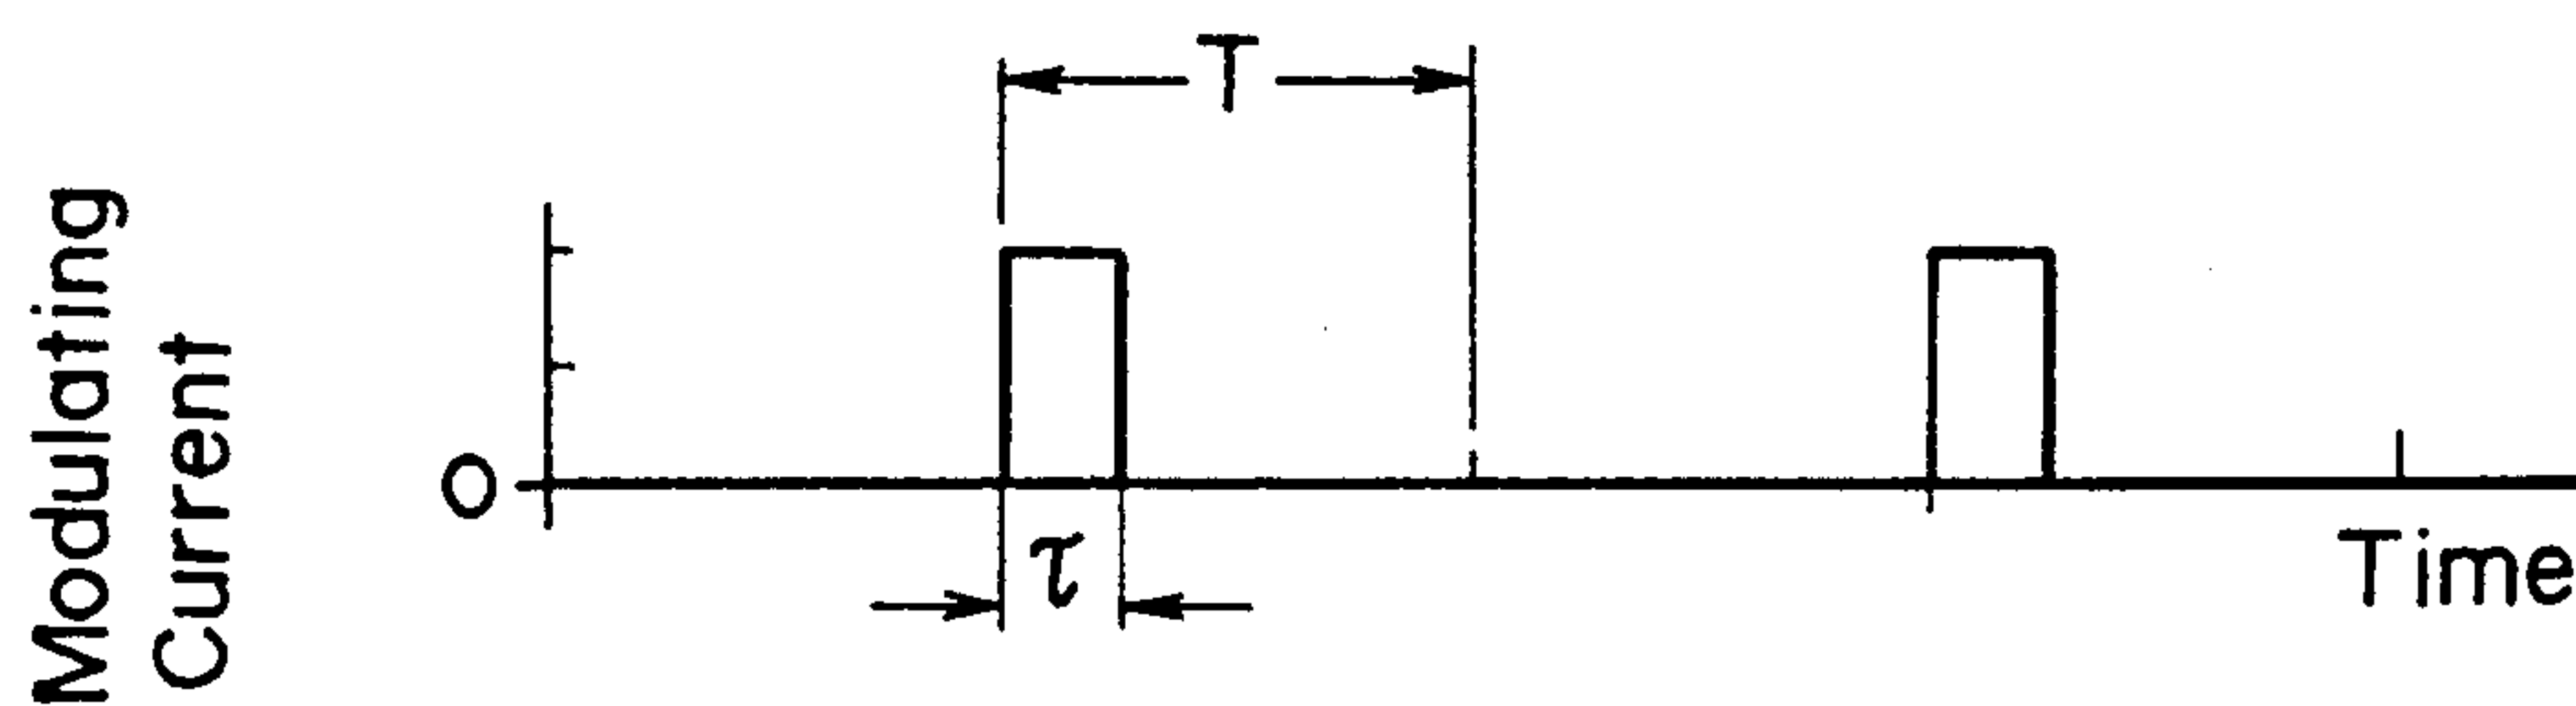 T
Modulating
Current
O
τ
Time